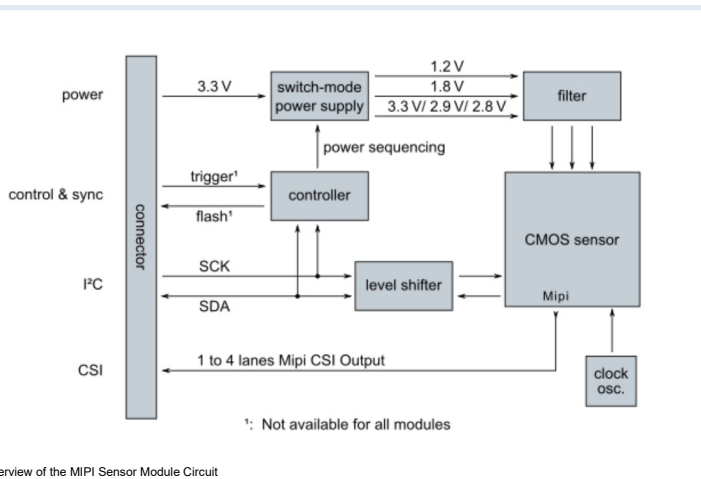 1.2 V
power
3.3 V
switch-mode
power supply
1.8 V
3.3 V/ 2.9 V/ 2.8 V
filter
power sequencing
control & sync
trigger¹
flash¹
controller
connector
CMOS sensor
Mipi
I²C
SCK
SDA
level shifter
CSI
1 to 4 lanes Mipi CSI Output
clock
osc.
¹: Not available for all modules
of the MIPI Sensor Module Circuit